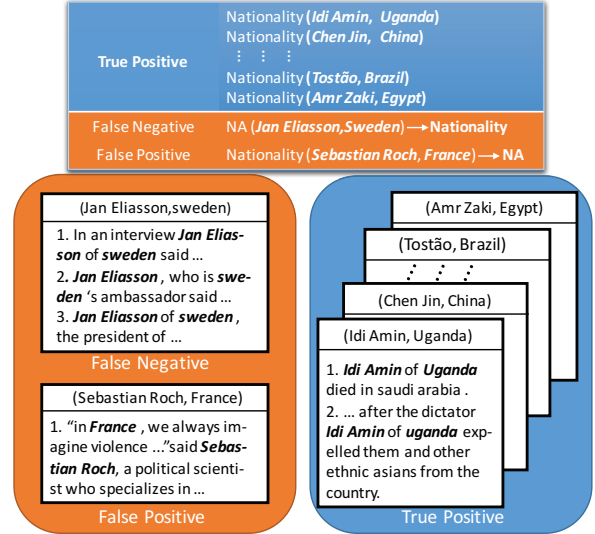 True Positive
Nationality(Idi Amin, Uganda)
Nationality(Chen Jin, China)
⋮ ⋮ ⋮
Nationality(Tostão, Brazil)
Nationality(Amr Zaki, Egypt)
False Negative
NA (Jan Eliasson,Sweden)→Nationality
False Positive
Nationality(Sebastian Roch, France)→NA
(Jan Eliasson,sweden)
1. In an interview Jan Elias-
son of sweden said …
2. Jan Eliasson , who is swe-
den ‘s ambassador said …
3. Jan Eliasson of sweden ,
the president of …
False Negative
(Sebastian Roch, France)
1. “in France , we always im-
agine violence ...”said Sebas-
tian Roch, a political scienti-
st who specializes in …
False Positive
(Amr Zaki, Egypt)
(Tostão, Brazil)
(Chen Jin, China)
(Idi Amin, Uganda)
1. Idi Amin of Uganda
died in saudi arabia .
2. … after the dictator
Idi Amin of uganda exp-
elled them and other
ethnic asians from the
country.
True Positive